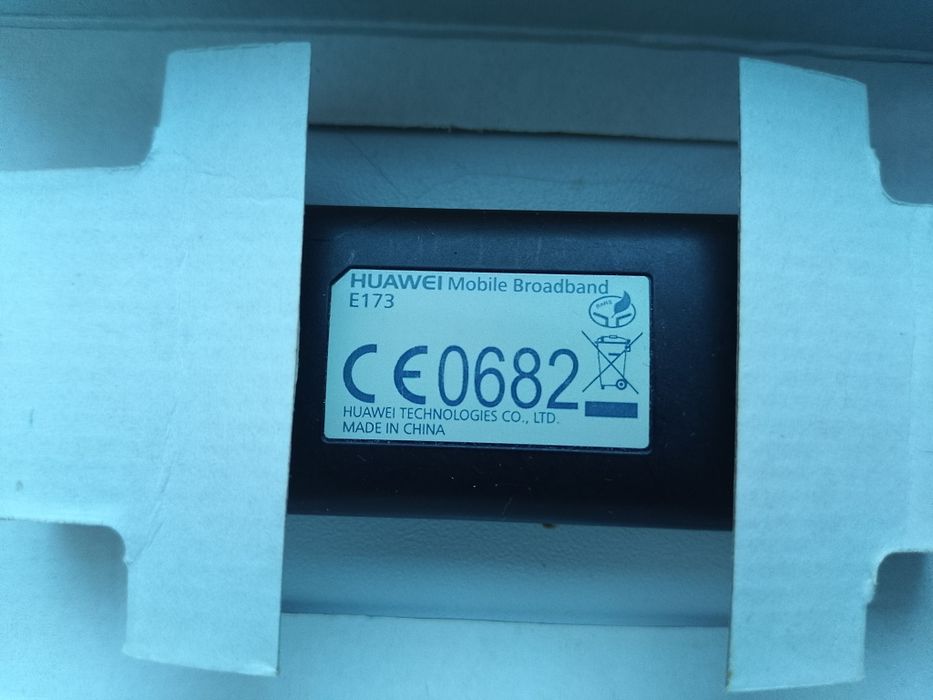 HUAWEI Mobile Broadband
E173
CE0682
HUAWEI TECHNOLOGIES CO., LTD.
MADE IN CHINA